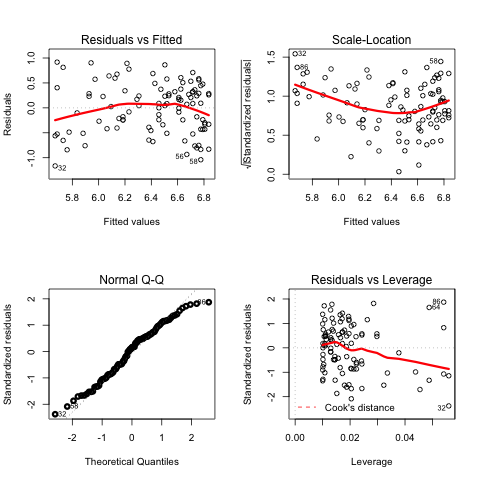 Residuals vs Fitted
Residuals
1.0
0.5
0.0
-1.0
32
56
58
5.8 6.0 6.2 6.4 6.6 6.8
Fitted values
Scale-Location
√|Standardized residuals|
1.5
1.0
0.5
0.0
32
86
58
5.8 6.0 6.2 6.4 6.6 6.8
Fitted values
Normal Q-Q
Standardized residuals
2
1
0
-1
-2
86
58
32
-2 -1 0 1 2
Theoretical Quantiles
Residuals vs Leverage
Standardized residuals
2
1
0
-1
-2
86
64
32
Cook's distance
0.00 0.02 0.04
Leverage